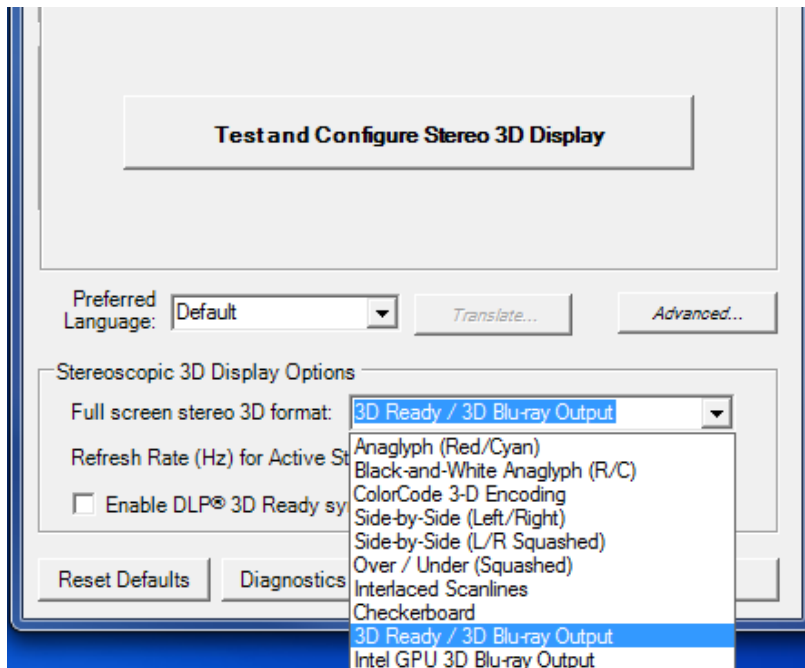 Test and Configure Stereo 3D Display
Preferred
Language:
Default
Translate...
Advanced...
Stereoscopic 3D Display Options
Full screen stereo 3D format:
3D Ready / 3D Blu-ray Output
Refresh Rate (Hz) for Active St
Enable DLP® 3D Ready sy
Anaglyph (Red/Cyan)
Black-and-White Anaglyph (R/C)
ColorCode 3-D Encoding
Side-by-Side (Left/Right)
Side-by-Side (L/R Squashed)
Over / Under (Squashed)
Interlaced Scanlines
Checkerboard
3D Ready / 3D Blu-ray Output
Intel GPU 3D Blu-ray Output
Reset Defaults
Diagnostics